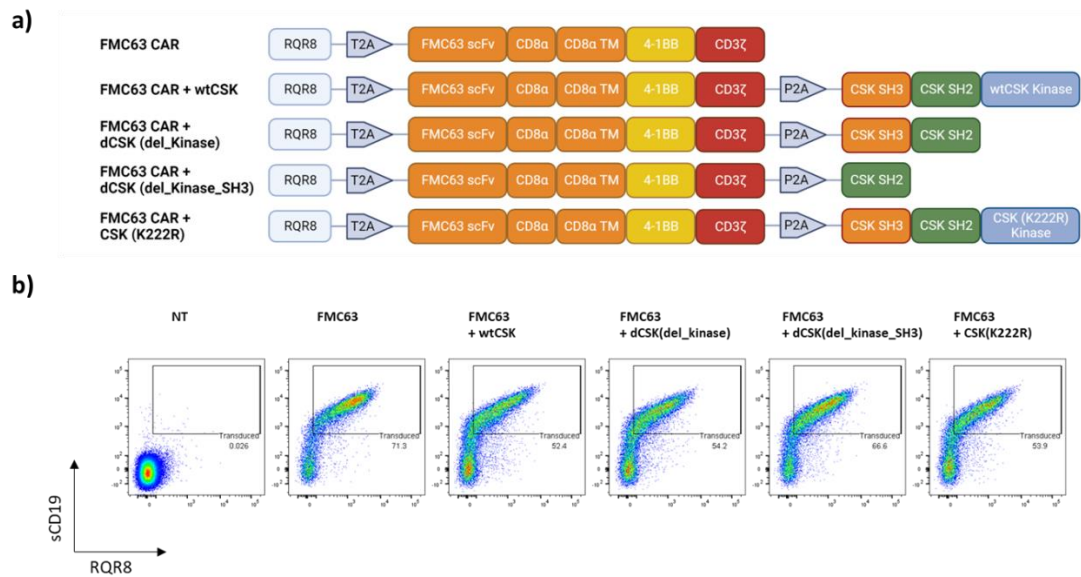 a)
FMC63 CAR
RQR8 T2A FMC63 scFv CD8α CD8α TM 4-1BB CD3ζ
FMC63 CAR + wtCSK
RQR8 T2A FMC63 scFv CD8α CD8α TM 4-1BB CD3ζ P2A CSK SH3 CSK SH2 wtCSK Kinase
FMC63 CAR +
dCSK (del_Kinase)
RQR8 T2A FMC63 scFv CD8α CD8α TM 4-1BB CD3ζ P2A CSK SH3 CSK SH2
FMC63 CAR +
dCSK (del_Kinase_SH3)
RQR8 T2A FMC63 scFv CD8α CD8α TM 4-1BB CD3ζ P2A CSK SH2
FMC63 CAR +
CSK (K222R)
RQR8 T2A FMC63 scFv CD8α CD8α TM 4-1BB CD3ζ P2A CSK SH3 CSK SH2 CSK (K222R)
Kinase
b)
NT
FMC63
FMC63
+ wtCSK
FMC63
+ dCSK(del_kinase)
FMC63
+ dCSK(del_kinase_SH3)
FMC63
+ CSK(K222R)
Transduced
0.026
Transduced
71.3
Transduced
52.4
Transduced
54.2
Transduced
66.6
Transduced
53.9
sCD19
RQR8